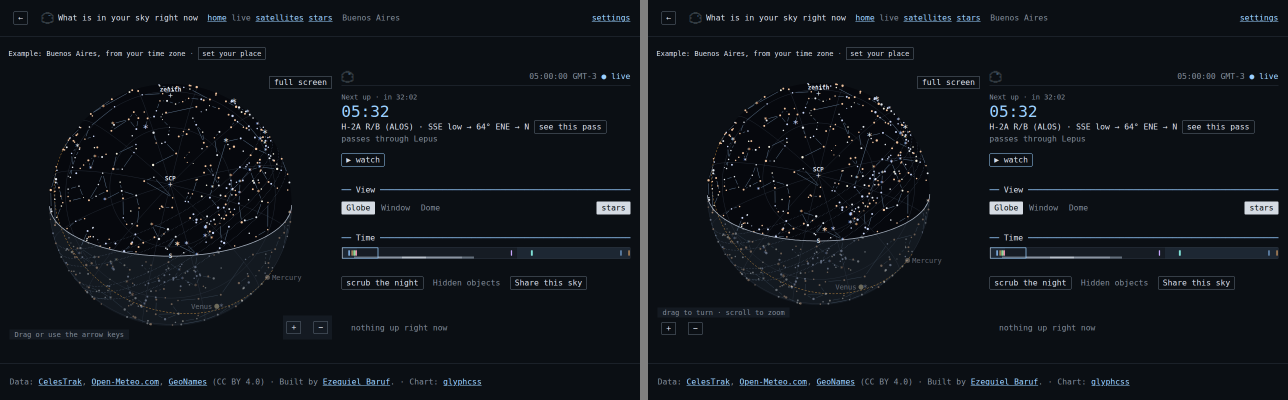 ← What is in your sky right now home live satellites stars Buenos Aires settings
Example: Buenos Aires, from your time zone · set your place
full screen
05:00:00 GMT-3 ● live
Next up · in 32:02
05:32
H-2A R/B (ALOS) · SSE low → 64° ENE → N see this pass
passes through Lepus
▶ watch
View
Globe Window Dome stars
Time
scrub the night Hidden objects Share this sky
nothing up right now
zenith
SCP
S
Mercury
Venus
Drag or use the arrow keys
+ −
Data: CelesTrak, Open-Meteo.com, GeoNames (CC BY 4.0) · Built by Ezequiel Baruf. · Chart: glyphcss
← What is in your sky right now home live satellites stars Buenos Aires settings
Example: Buenos Aires, from your time zone · set your place
full screen
05:00:00 GMT-3 ● live
Next up · in 32:02
05:32
H-2A R/B (ALOS) · SSE low → 64° ENE → N see this pass
passes through Lepus
▶ watch
View
Globe Window Dome stars
Time
scrub the night Hidden objects Share this sky
nothing up right now
zenith
SCP
S
Mercury
Venus
drag to turn · scroll to zoom
+ −
Data: CelesTrak, Open-Meteo.com, GeoNames (CC BY 4.0) · Built by Ezequiel Baruf. · Chart: glyphcss